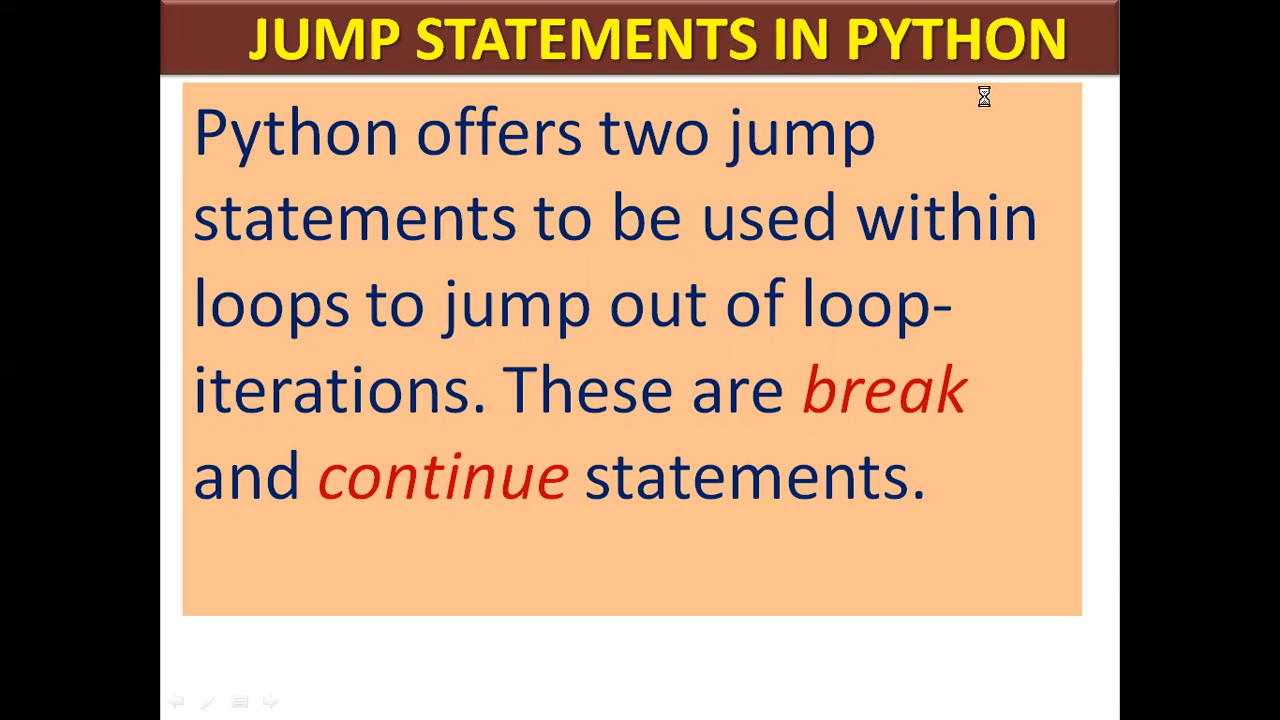 JUMP STATEMENTS IN PYTHON
Python offers two jump
statements to be used within
loops to jump out of loop-
iterations. These are break
and continue statements.